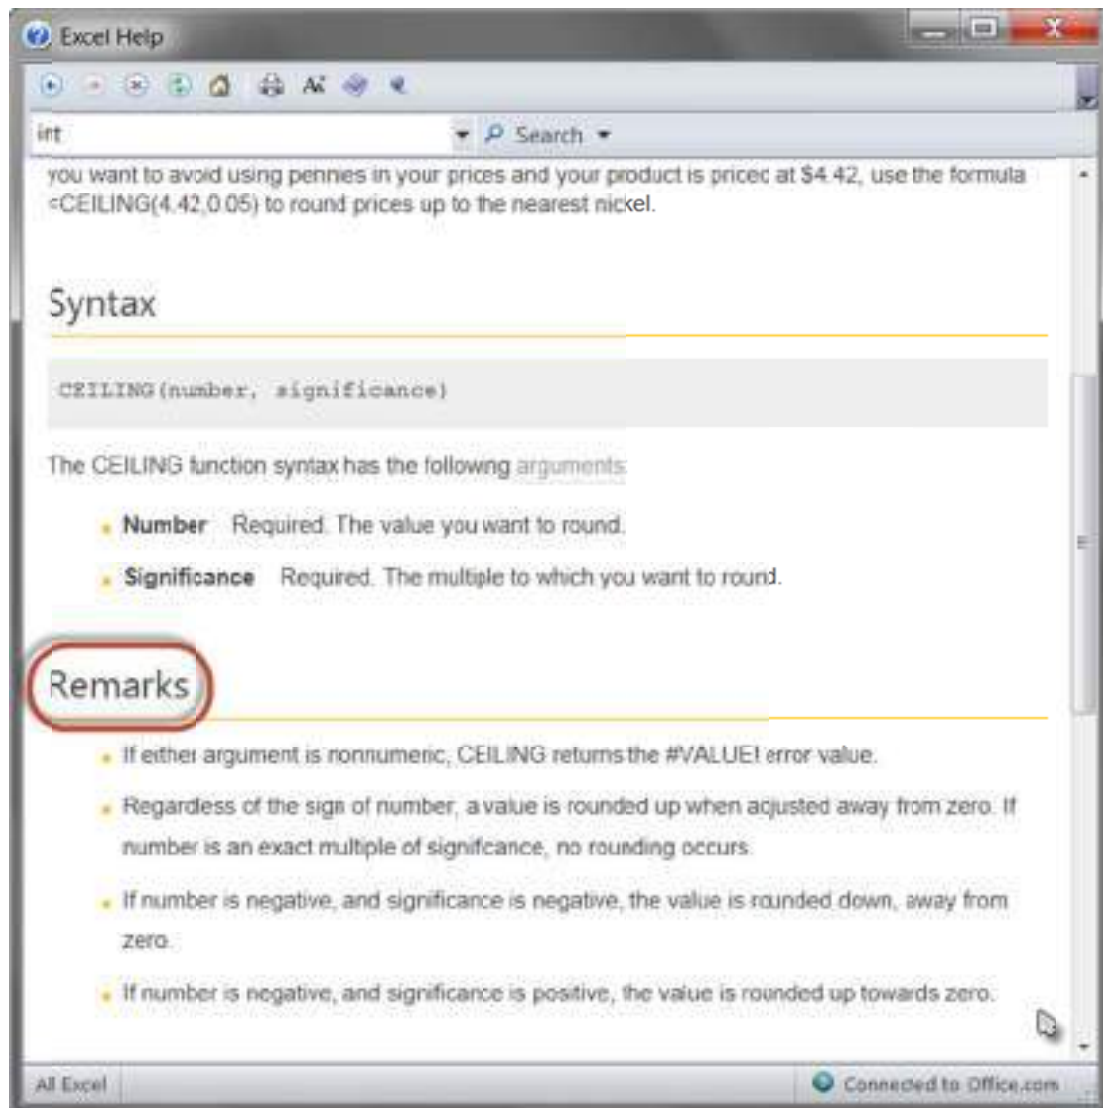 Excel Help
int
Search
you want to avoid using pennies in your prices and your product is priced at $4.42, use the formula
=CEILING(4.42,0.05) to round prices up to the nearest nickel.
Syntax
CEILING(number, significance)
The CEILING function syntax has the following arguments
Number Required. The value you want to round.
Significance Required. The multiple to which you want to round.
Remarks
If either argument is nonnumeric, CEILING returns the #VALUE! error value.
Regardless of the sign of number, a value is rounded up when adjusted away from zero. If
number is an exact multiple of significance, no rounding occurs.
If number is negative, and significance is negative, the value is rounded down, away from
zero.
If number is negative, and significance is positive, the value is rounded up towards zero.
All Excel
Connected to Office.com